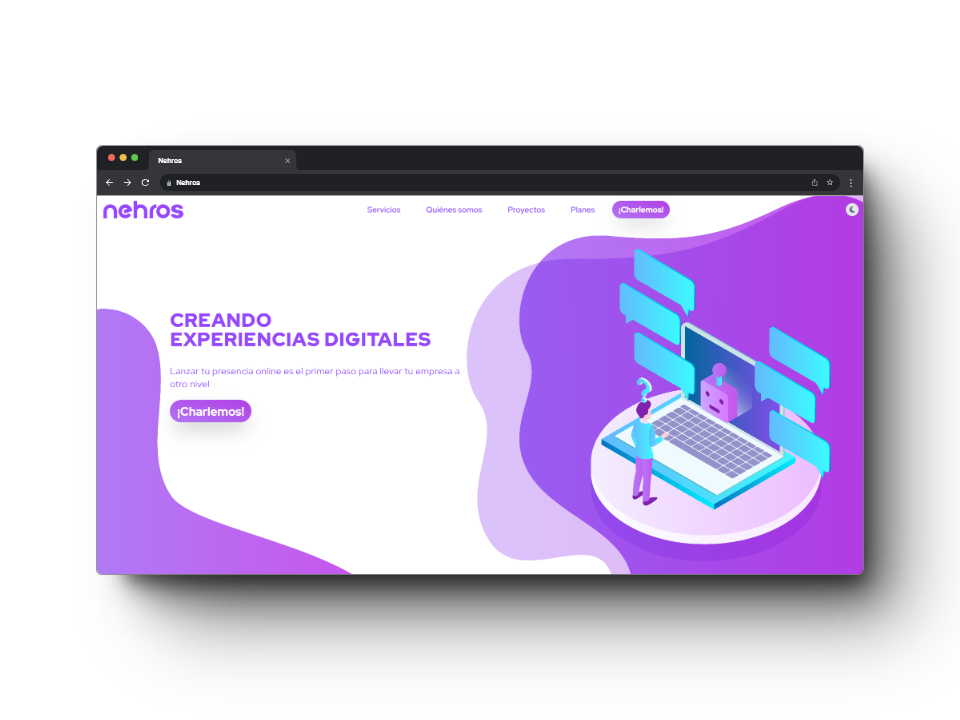 Nehros
Nehros
nehros
Servicios
Quiénes somos
Proyectos
Planes
¡Charlemos!
CREANDO
EXPERIENCIAS DIGITALES
Lanzar tu presencia online es el primer paso para llevar tu empresa a
otro nivel
¡Charlemos!
?